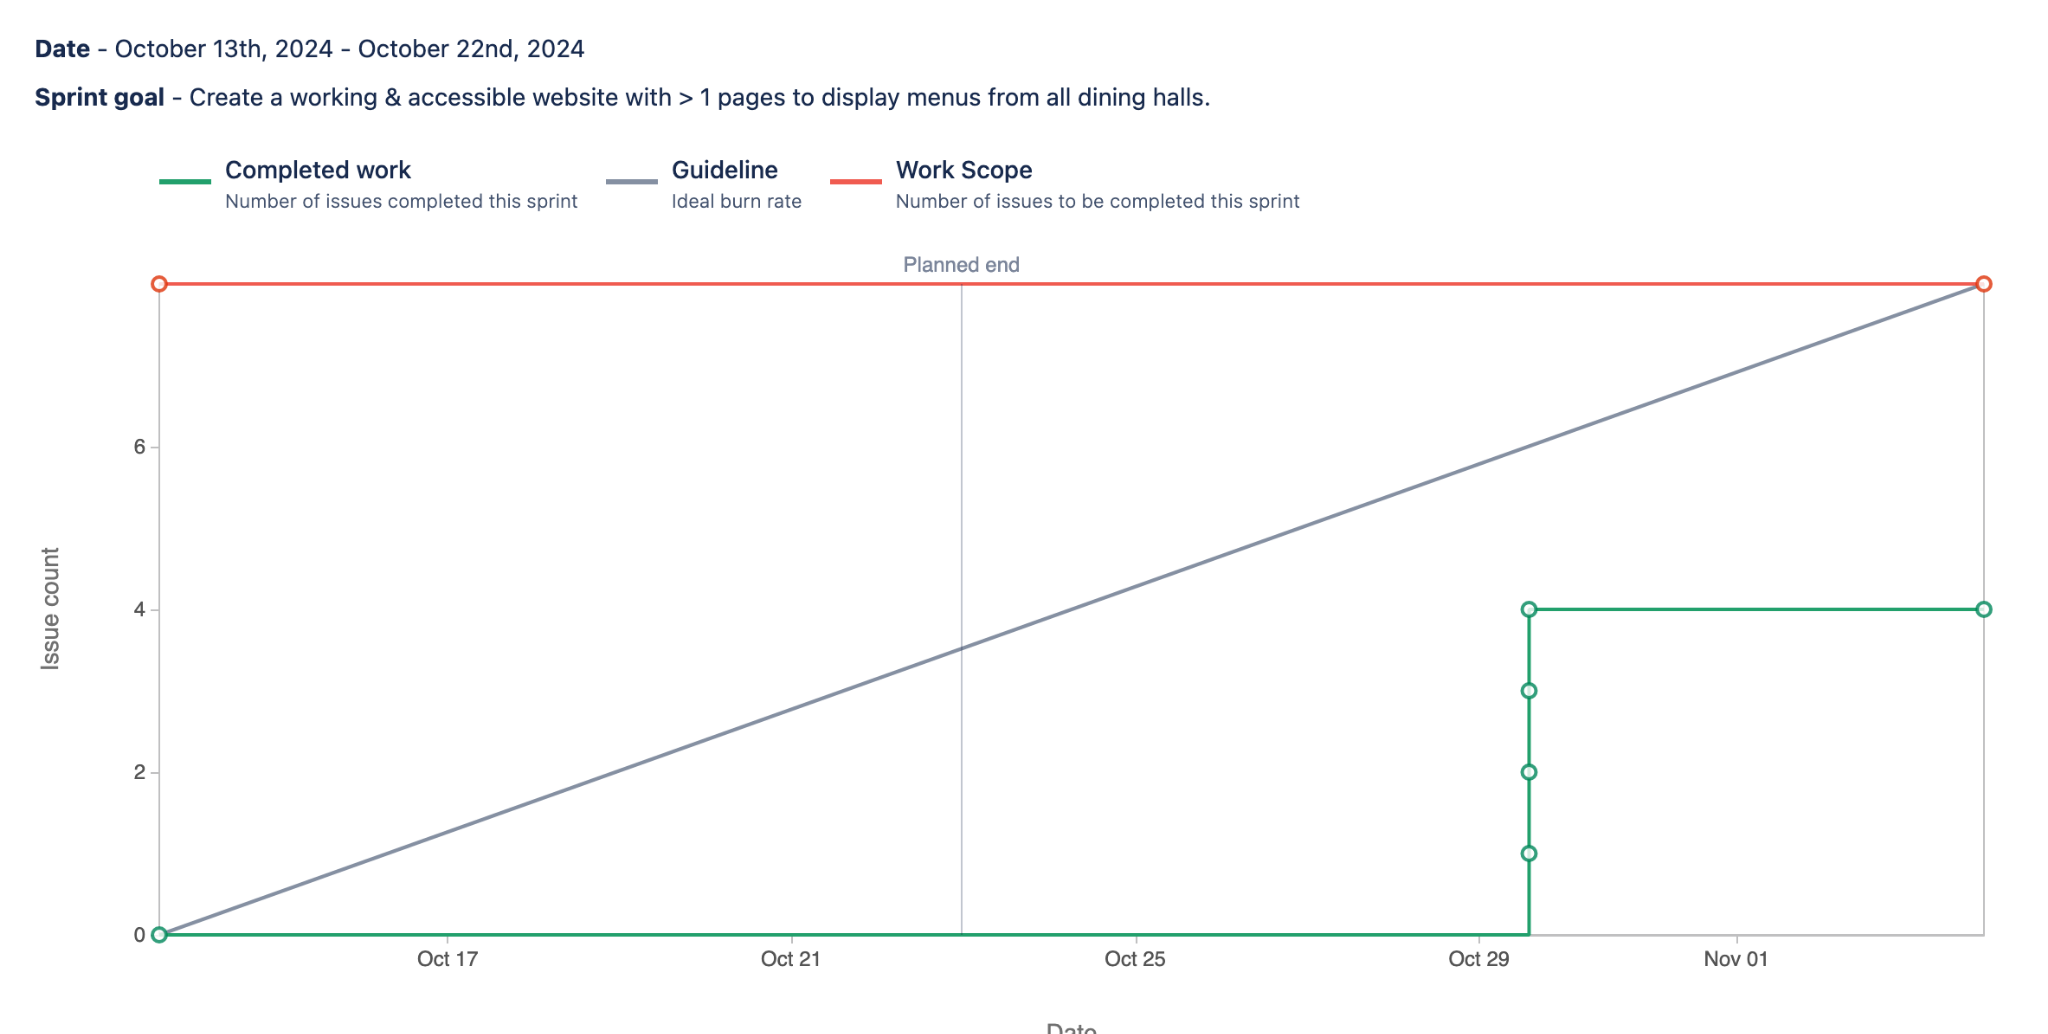 Date - October 13th, 2024 - October 22nd, 2024
Sprint goal - Create a working & accessible website with > 1 pages to display menus from all dining halls.
Completed work
Number of issues completed this sprint
Guideline
Ideal burn rate
Work Scope
Number of issues to be completed this sprint
Planned end
6
4
2
0
Issue count
Oct 17
Oct 21
Oct 25
Oct 29
Nov 01
Date